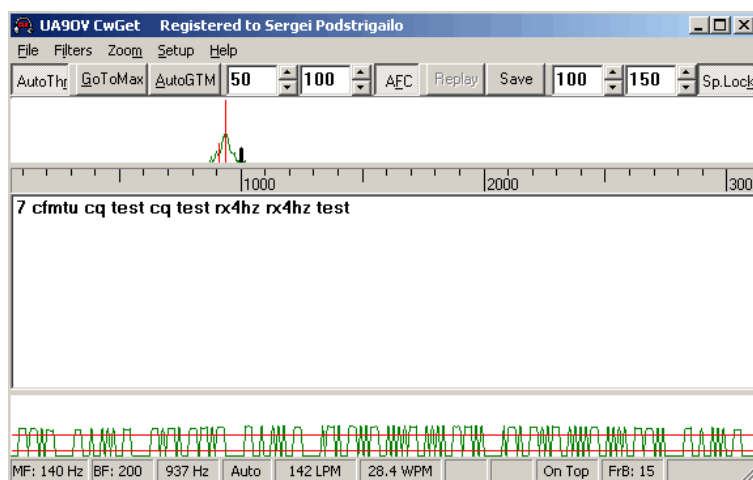 UA9OV CwGet   Registered to Sergei Podstrigailo
File Filters Zoom Setup Help
AutoThr GoToMax AutoGTM 50 100 AFC Replay Save 100 150 Sp.Lock
1000 2000 300
7 cfmtu cq test cq test rx4hz rx4hz test
MF: 140 Hz BF: 200 937 Hz Auto 142 LPM 28.4 WPM On Top FrB: 15